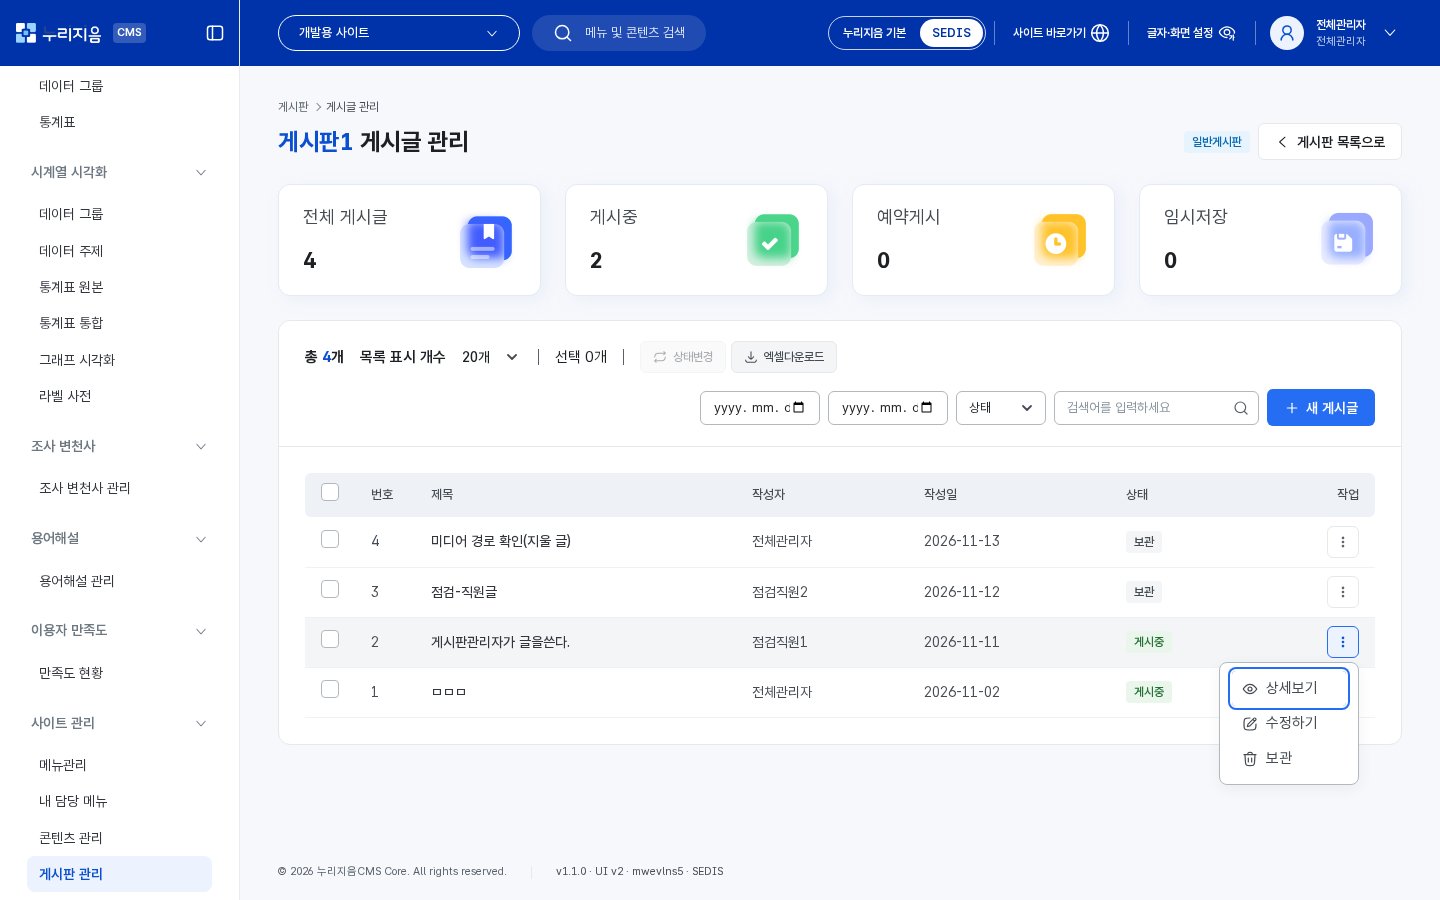 누리지음 CMS
개발용 사이트
메뉴 및 콘텐츠 검색
누리지음 기본 SEDIS
사이트 바로가기
글자·화면 설정
전체관리자
전체관리자
데이터 그룹
통계표
시계열 시각화
데이터 그룹
데이터 주제
통계표 원본
통계표 통합
그래프 시각화
라벨 사전
조사 변천사
조사 변천사 관리
용어해설
용어해설 관리
이용자 만족도
만족도 현황
사이트 관리
메뉴관리
내 담당 메뉴
콘텐츠 관리
게시판 관리
게시판 > 게시글 관리
게시판1 게시글 관리
일반게시판
게시판 목록으로
전체 게시글
4
게시중
2
예약게시
0
임시저장
0
총 4개 목록 표시 개수 20개 선택 0개 상태변경 엑셀다운로드
yyyy. mm. d yyyy. mm. d 상태 검색어를 입력하세요 + 새 게시글
번호 제목 작성자 작성일 상태 작업
4 미디어 경로 확인(지울 글) 전체관리자 2026-11-13 보관
3 점검-직원글 점검직원2 2026-11-12 보관
2 게시판관리자가 글을쓴다. 점검직원1 2026-11-11 게시중
1 ㅁㅁㅁ 전체관리자 2026-11-02 게시중
상세보기
수정하기
보관
© 2026 누리지음CMS Core. All rights reserved.
v1.1.0 · UI v2 · mwevlns5 · SEDIS